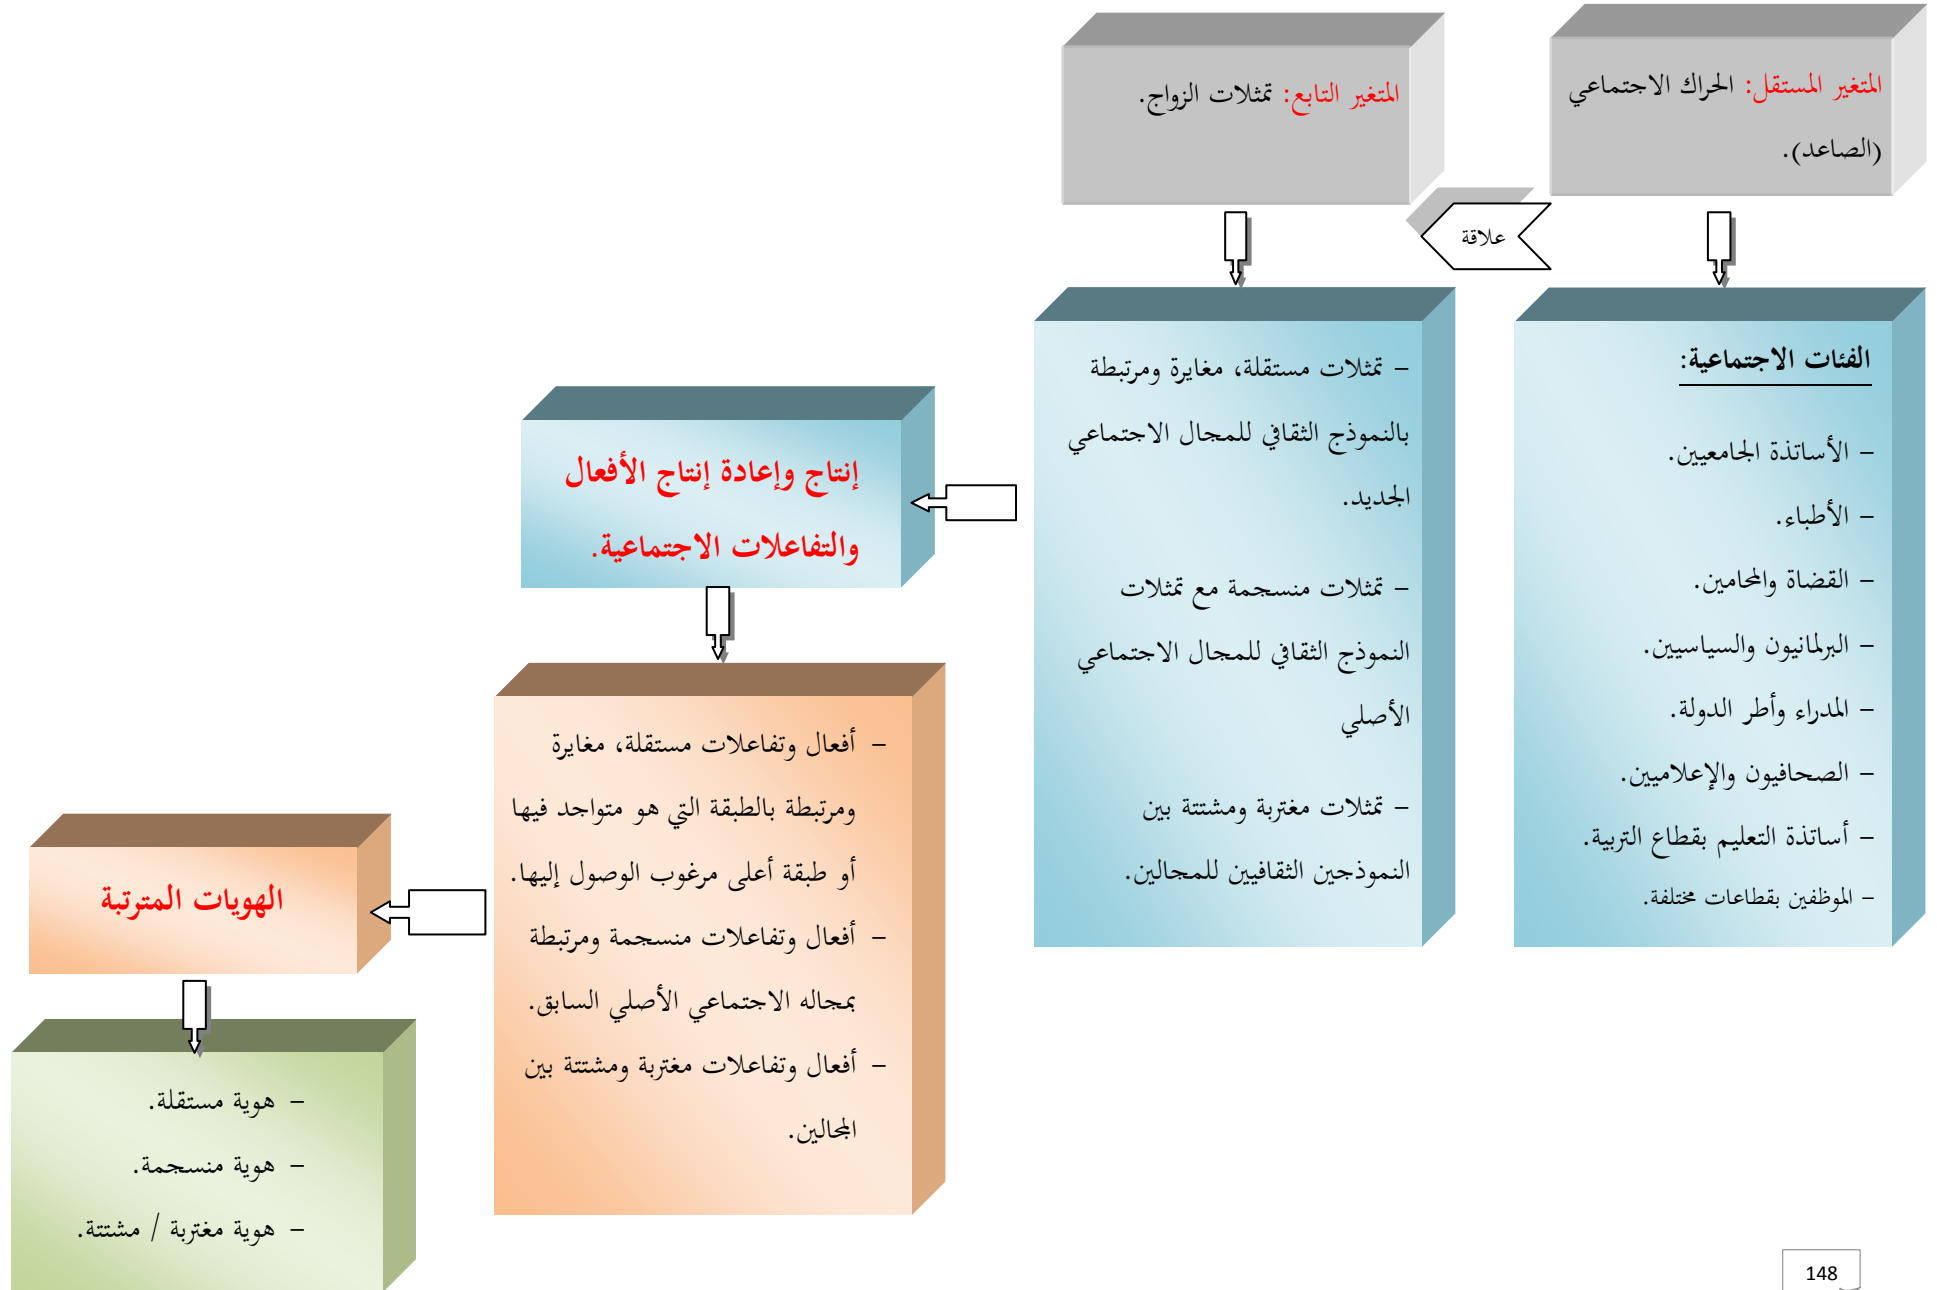 المتغير المستقل: الحراك الاجتماعي
(الصاعد).
المتغير التابع: تمثلات الزواج.
علاقة
الفئات الاجتماعية:
– الأساتذة الجامعيين.
– الأطباء.
– القضاة والمحامين.
– البرلمانيون والسياسيين.
– المدراء وأطر الدولة.
– الصحافيون والإعلاميين.
– أساتذة التعليم بقطاع التربية.
– الموظفين بقطاعات مختلفة.
– تمثلات مستقلة، مغايرة ومرتبطة
بالنموذج الثقافي للمجال الاجتماعي
الجديد.
– تمثلات منسجمة مع تمثلات
النموذج الثقافي للمجال الاجتماعي
الأصلي
– تمثلات مغتربة ومشتتة بين
النموذجين الثقافيين للمجالين.
إنتاج وإعادة إنتاج الأفعال
والتفاعلات الاجتماعية.
– أفعال وتفاعلات مستقلة، مغايرة
ومرتبطة بالطبقة التي هو متواجد فيها
أو طبقة أعلى مرغوب الوصول إليها.
– أفعال وتفاعلات منسجمة ومرتبطة
بمجاله الاجتماعي الأصلي السابق.
– أفعال وتفاعلات مغتربة ومشتتة بين
المجالين.
الهويات المترتبة
– هوية مستقلة.
– هوية منسجمة.
– هوية مغتربة / مشتتة.
148